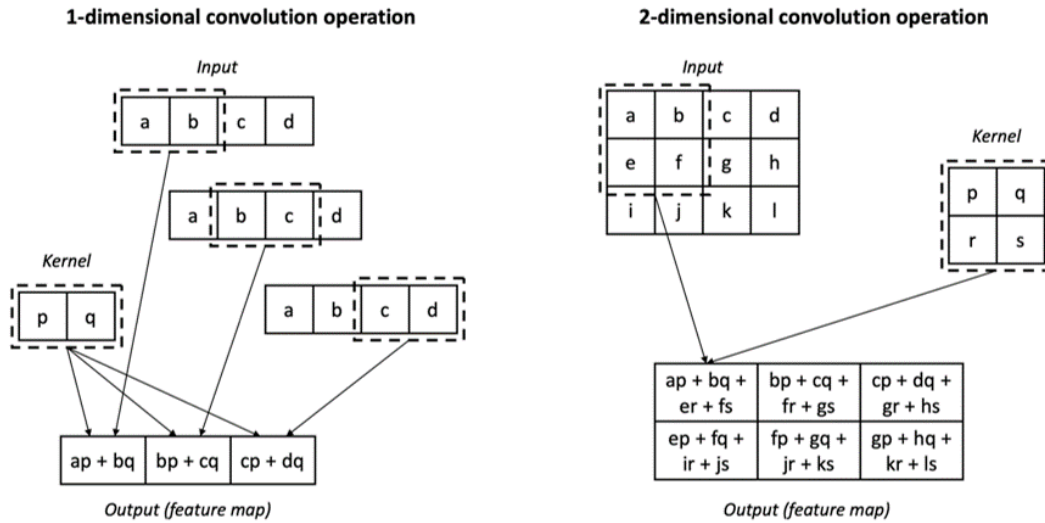 1-dimensional convolution operation
Input
a b c d
a b c d
Kernel
p q
a b c d
ap + bq bp + cq cp + dq
Output (feature map)
2-dimensional convolution operation
Input
a b c d
e f g h
i j k l
Kernel
p q
r s
ap + bq + bp + cq + cp + dq +
er + fs fr + gs gr + hs
ep + fq + fp + gq + gp + hq +
ir + js jr + ks kr + ls
Output (feature map)